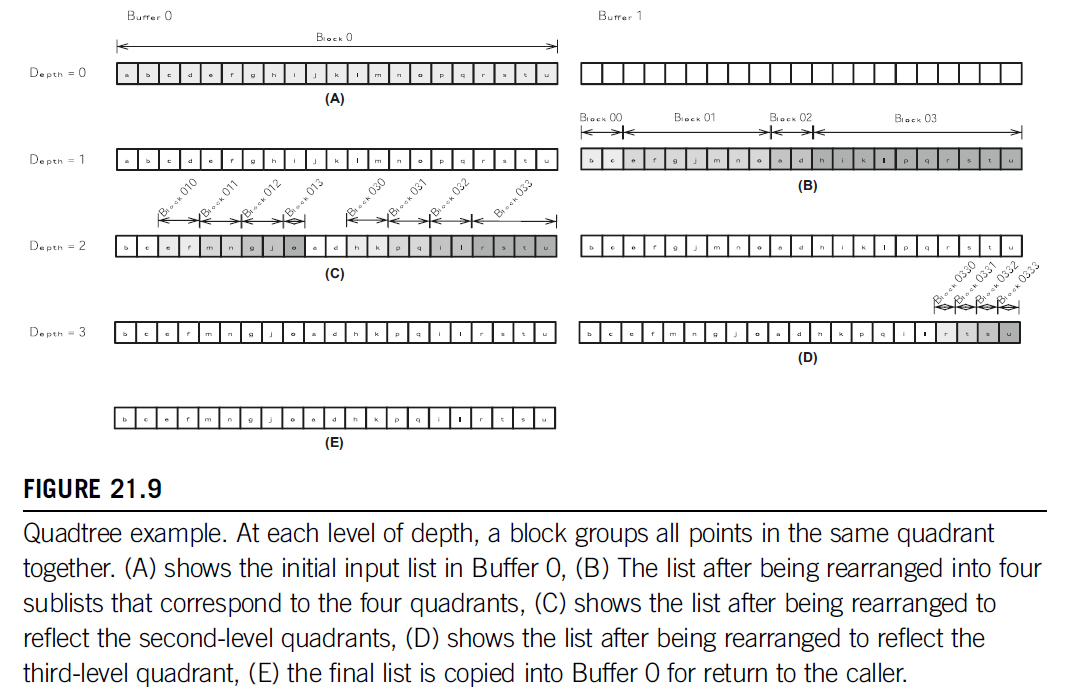 Buffer 0 Buffer 1
Block 0
Depth = 0 a b c d e f g h i j k l m n o p q r s t u
(A)
Block 00 Block 01 Block 02 Block 03
Depth = 1 a b c d e f g h i j k l m n o p q r s t u b c e f g j m n o a d h i k l p q r s t u
(B)
Block 010 Block 011 Block 012 Block 013 Block 030 Block 031 Block 032 Block 033
Depth = 2 b c e f m n g j o a d h k p q i l r s t u b c e f g j m n o a d h i k l p q r s t u
(C)
Block 0330 Block 0331 Block 0332 Block 0333
Depth = 3 b c e f m n g j o a d h k p q i l r s t u b c e f m n g j o a d h k p q i l r t s u
(D)
b c e f m n g j o a d h k p q i l r t s u
(E)
FIGURE 21.9
Quadtree example. At each level of depth, a block groups all points in the same quadrant
together. (A) shows the initial input list in Buffer 0, (B) The list after being rearranged into four
sublists that correspond to the four quadrants, (C) shows the list after being rearranged to
reflect the second-level quadrants, (D) shows the list after being rearranged to reflect the
third-level quadrant, (E) the final list is copied into Buffer 0 for return to the caller.